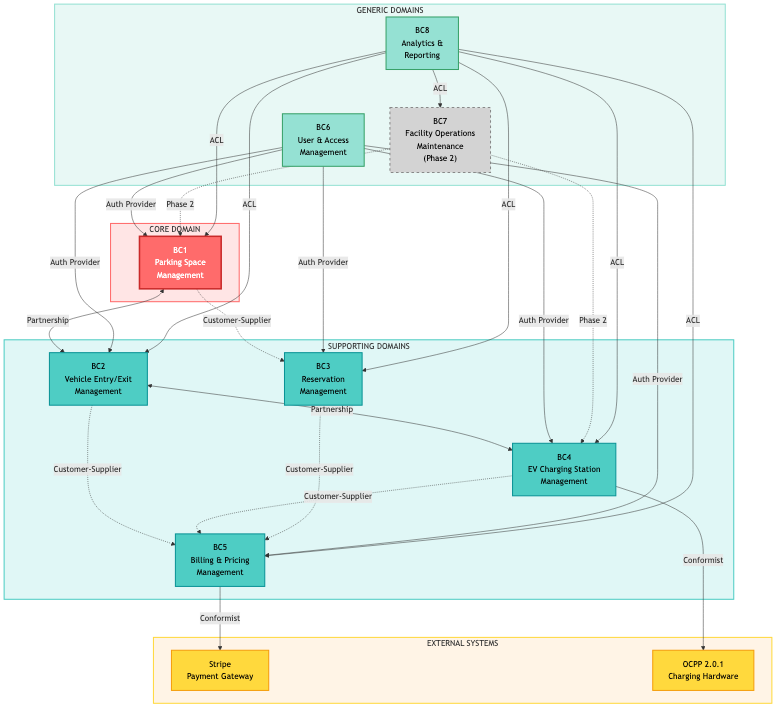 GENERIC DOMAINS
BC8
Analytics &
Reporting
ACL
BC6
User & Access
Management
BC7
Facility Operations
Maintenance
(Phase 2)
ACL
Auth Provider
Phase 2
ACL
ACL
CORE DOMAIN
BC1
Parking Space
Management
Auth Provider
Auth Provider
ACL
ACL
Partnership
Customer-Supplier
Auth Provider
Phase 2
ACL
SUPPORTING DOMAINS
BC2
Vehicle Entry/Exit
Management
BC3
Reservation
Management
Auth Provider
Partnership
BC4
EV Charging Station
Management
Customer-Supplier
Customer-Supplier
Customer-Supplier
BC5
Billing & Pricing
Management
Conformist
Conformist
EXTERNAL SYSTEMS
Stripe
Payment Gateway
OCPP 2.0.1
Charging Hardware